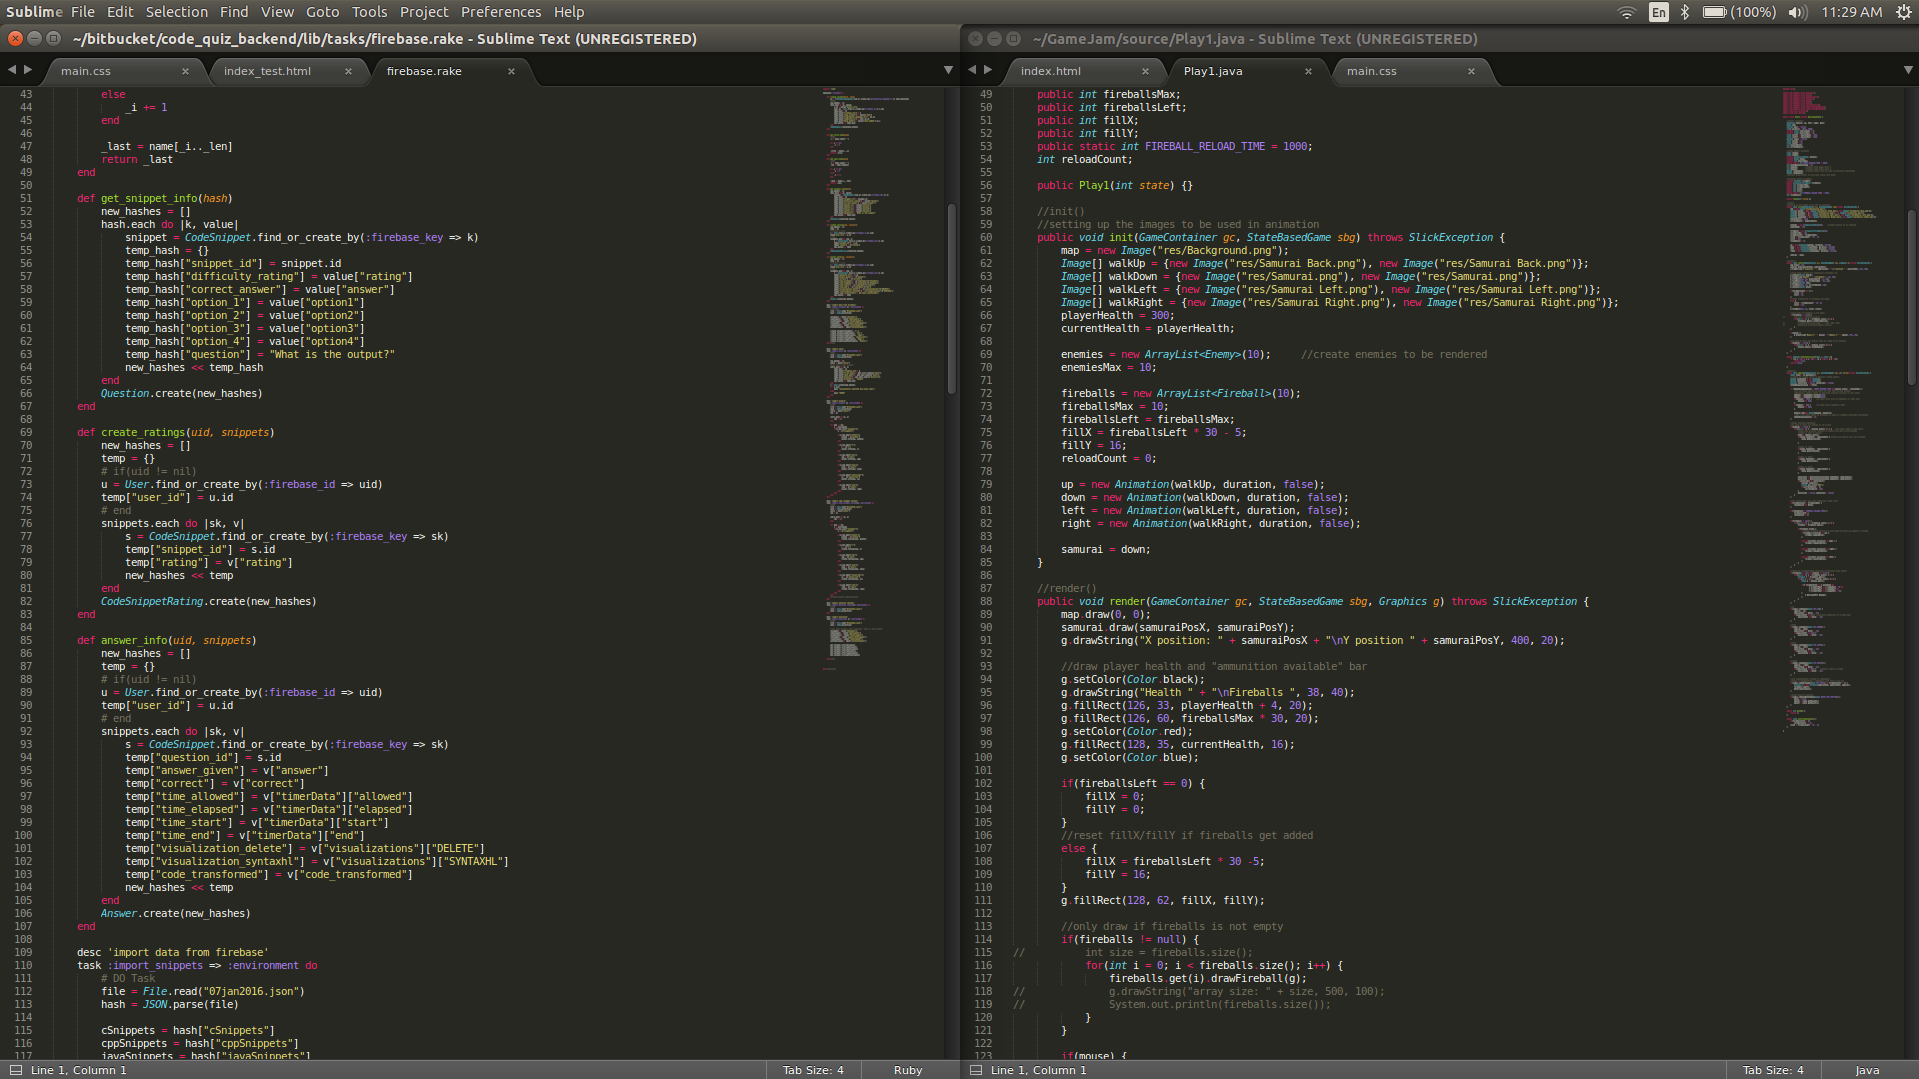 Sublime File Edit Selection Find View Goto Tools Project Preferences Help
En (100%) 11:29 AM
~/bitbucket/code_quiz_backend/lib/tasks/firebase.rake - Sublime Text (UNREGISTERED)
main.css × index_test.html × firebase.rake ×
43 else
44 _i += 1
45 end
46
47 _last = name[_i.._len]
48 return _last
49 end
50
51 def get_snippet_info(hash)
52 new_hashes = []
53 hash.each do |k, value|
54 snippet = CodeSnippet.find_or_create_by(:firebase_key => k)
55 temp_hash = {}
56 temp_hash["snippet_id"] = snippet.id
57 temp_hash["difficulty_rating"] = value["rating"]
58 temp_hash["correct_answer"] = value["answer"]
59 temp_hash["option_1"] = value["option1"]
60 temp_hash["option_2"] = value["option2"]
61 temp_hash["option_3"] = value["option3"]
62 temp_hash["option_4"] = value["option4"]
63 temp_hash["question"] = "What is the output?"
64 new_hashes << temp_hash
65 end
66 Question.create(new_hashes)
67 end
68
69 def create_ratings(uid, snippets)
70 new_hashes = []
71 temp = {}
72 # if(uid != nil)
73 u = User.find_or_create_by(:firebase_id => uid)
74 temp["user_id"] = u.id
75 # end
76 snippets.each do |sk, v|
77 s = CodeSnippet.find_or_create_by(:firebase_key => sk)
78 temp["snippet_id"] = s.id
79 temp["rating"] = v["rating"]
80 new_hashes << temp
81 end
82 CodeSnippetRating.create(new_hashes)
83 end
84
85 def answer_info(uid, snippets)
86 new_hashes = []
87 temp = {}
88 # if(uid != nil)
89 u = User.find_or_create_by(:firebase_id => uid)
90 temp["user_id"] = u.id
91 # end
92 snippets.each do |sk, v|
93 s = CodeSnippet.find_or_create_by(:firebase_key => sk)
94 temp["question_id"] = s.id
95 temp["answer_given"] = v["answer"]
96 temp["correct"] = v["correct"]
97 temp["time_allowed"] = v["timerData"]["allowed"]
98 temp["time_elapsed"] = v["timerData"]["elapsed"]
99 temp["time_start"] = v["timerData"]["start"]
100 temp["time_end"] = v["timerData"]["end"]
101 temp["visualization_delete"] = v["visualizations"]["DELETE"]
102 temp["visualization_syntaxhl"] = v["visualizations"]["SYNTAXHL"]
103 temp["code_transformed"] = v["code_transformed"]
104 new_hashes << temp
105 end
106 Answer.create(new_hashes)
107 end
108
109 desc 'import data from firebase'
110 task :import_snippets => :environment do
111 # DO Task
112 file = File.read("07jan2016.json")
113 hash = JSON.parse(file)
114
115 cSnippets = hash["cSnippets"]
116 cppSnippets = hash["cppSnippets"]
117 javaSnippets = hash["javaSnippets"]
Line 1, Column 1 Tab Size: 4 Ruby
~/GameJam/source/Play1.java - Sublime Text (UNREGISTERED)
index.html × Play1.java × main.css ×
49 public int fireballsMax;
50 public int fireballsLeft;
51 public int fillX;
52 public int fillY;
53 public static int FIREBALL_RELOAD_TIME = 1000;
54 int reloadCount;
55
56 public Play1(int state) {}
57
58 //init()
59 //setting up the images to be used in animation
60 public void init(GameContainer gc, StateBasedGame sbg) throws SlickException {
61 map = new Image("res/Background.png");
62 Image[] walkUp = {new Image("res/Samurai Back.png"), new Image("res/Samurai Back.png")};
63 Image[] walkDown = {new Image("res/Samurai.png"), new Image("res/Samurai.png")};
64 Image[] walkLeft = {new Image("res/Samurai Left.png"), new Image("res/Samurai Left.png")};
65 Image[] walkRight = {new Image("res/Samurai Right.png"), new Image("res/Samurai Right.png")};
66 playerHealth = 300;
67 currentHealth = playerHealth;
68
69 enemies = new ArrayList<Enemy>(10); //create enemies to be rendered
70 enemiesMax = 10;
71
72 fireballs = new ArrayList<Fireball>(10);
73 fireballsMax = 10;
74 fireballsLeft = fireballsMax;
75 fillX = fireballsLeft * 30 - 5;
76 fillY = 16;
77 reloadCount = 0;
78
79 up = new Animation(walkUp, duration, false);
80 down = new Animation(walkDown, duration, false);
81 left = new Animation(walkLeft, duration, false);
82 right = new Animation(walkRight, duration, false);
83
84 samurai = down;
85 }
86
87 //render()
88 public void render(GameContainer gc, StateBasedGame sbg, Graphics g) throws SlickException {
89 map.draw(0, 0);
90 samurai.draw(samuraiPosX, samuraiPosY);
91 g.drawString("X position: " + samuraiPosX + "\nY position " + samuraiPosY, 400, 20);
92
93 //draw player health and "ammunition available" bar
94 g.setColor(Color.black);
95 g.drawString("Health " + "\nFireballs ", 38, 40);
96 g.fillRect(126, 33, playerHealth + 4, 20);
97 g.fillRect(126, 60, fireballsMax * 30, 20);
98 g.setColor(Color.red);
99 g.fillRect(128, 35, currentHealth, 16);
100 g.setColor(Color.blue);
101
102 if(fireballsLeft == 0) {
103 fillX = 0;
104 fillY = 0;
105 }
106 //reset fillX/fillY if fireballs get added
107 else {
108 fillX = fireballsLeft * 30 -5;
109 fillY = 16;
110 }
111 g.fillRect(128, 62, fillX, fillY);
112
113 //only draw if fireballs is not empty
114 if(fireballs != null) {
115 // int size = fireballs.size();
116 for(int i = 0; i < fireballs.size(); i++) {
117 fireballs.get(i).drawFireball(g);
118 // g.drawString("array size: " + size, 500, 100);
119 // System.out.println(fireballs.size());
120 }
121 }
122
123 if(mouse) {
Line 1, Column 1 Tab Size: 4 Java